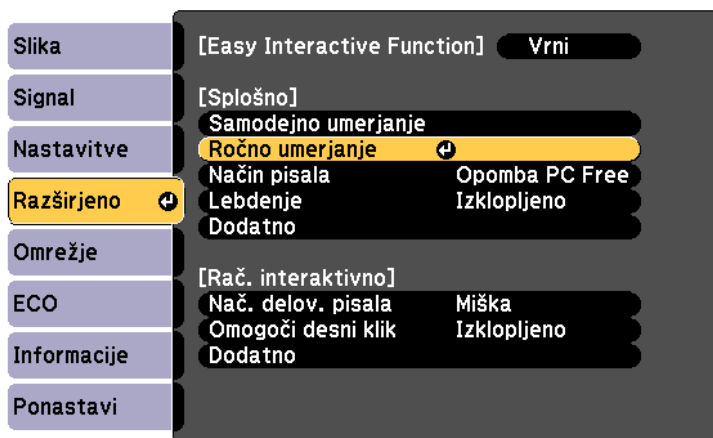 Slika
Signal
Nastavitve
Razširjeno
Omrežje
ECO
Informacije
Ponastavi
[Easy Interactive Function] Vrni
[Splošno]
Samodejno umerjanje
Ročno umerjanje
Način pisala Opomba PC Free
Lebdenje Izklopljeno
Dodatno
[Rač. interaktivno]
Nač. delov. pisala Miška
Omogoči desni klik Izklopljeno
Dodatno